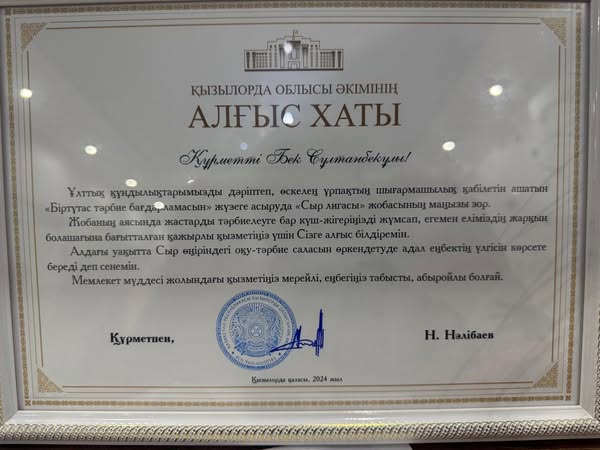 ҚЫЗЫЛОРДА ОБЛЫСЫ ӘКІМІНІҢ
АЛҒЫС ХАТЫ
Құрметті Бек Сұлтанбекұлы!
Ұлттық құндылықтарымызды дәріптеп, өскелең ұрпақтың шығармашылық қабілетін ашатын
«Біртұтас тәрбие бағдарламасын» жүзеге асыруда «Сыр лигасы» жобасының маңызы зор.
Жобаның аясында жастарды тәрбиелеуге бар күш-жігеріңізді жұмсап, егемен еліміздің жарқын
болашағына бағытталған қажырлы қызметіңіз үшін Сізге алғыс білдіремін.
Алдағы уақытта Сыр өңіріндегі оқу-тәрбие саласын өркендетуде адал еңбектің үлгісін көрсете
береді деп сенемін.
Мемлекет мүддесі жолындағы қызметіңіз мерейлі, еңбегіңіз табысты, абыройлы болғай.
Құрметпен,
Н. Нәлібаев
Қызылорда қаласы, 2024 жыл